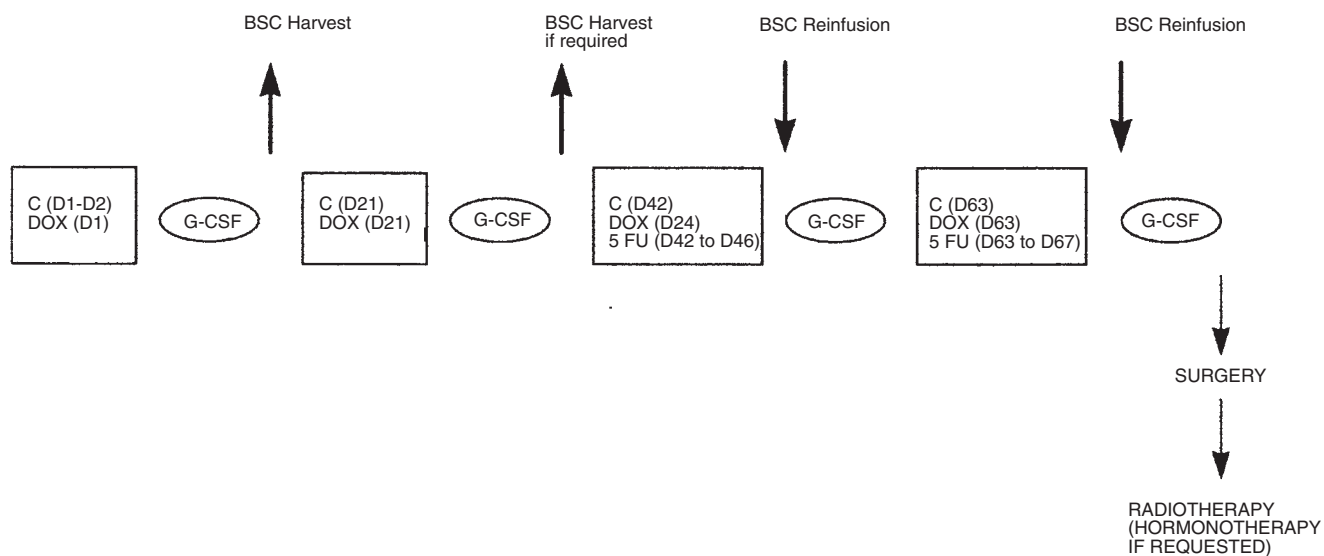 BSC Harvest
BSC Harvest
if required
BSC Reinfusion
BSC Reinfusion
C (D1-D2)
DOX (D1)
G-CSF
C (D21)
DOX (D21)
G-CSF
C (D42)
DOX (D24)
5 FU (D42 to D46)
G-CSF
C (D63)
DOX (D63)
5 FU (D63 to D67)
G-CSF
SURGERY
RADIOTHERAPY
(HORMONOTHERAPY
IF REQUESTED)